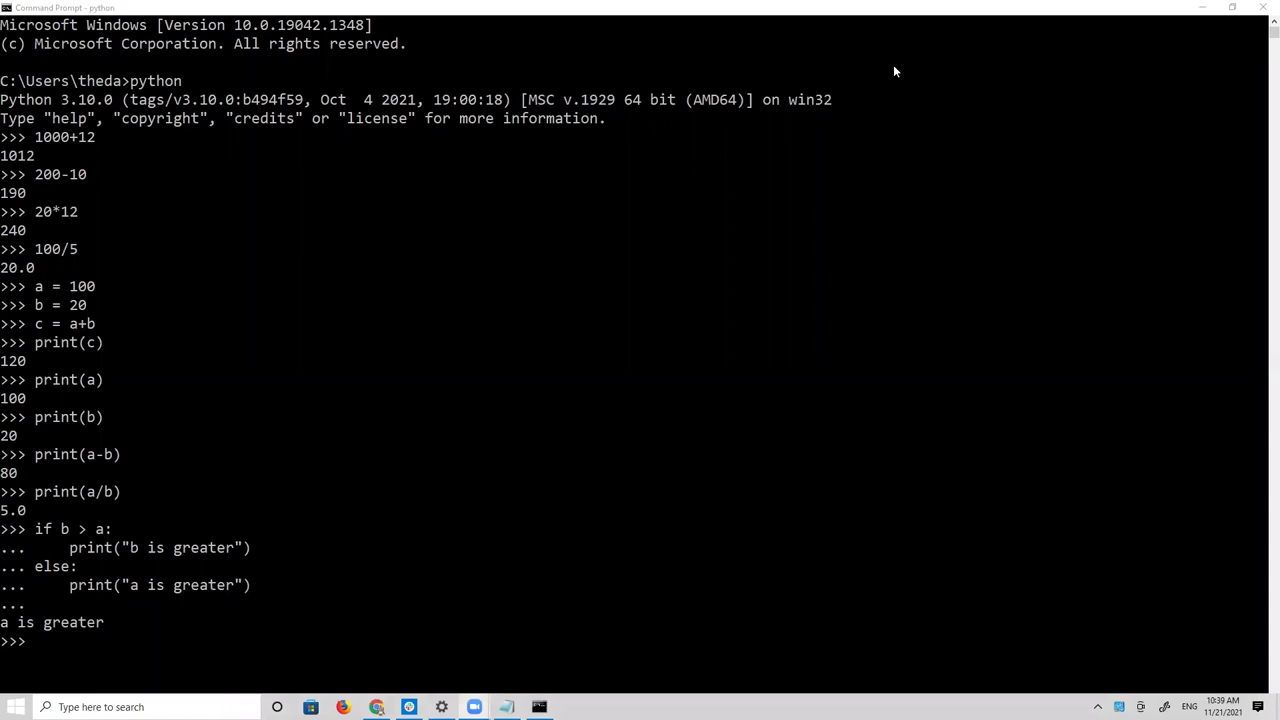 Command Prompt - python
Microsoft Windows [Version 10.0.19042.1348]
(c) Microsoft Corporation. All rights reserved.
C:\Users\theda>python
Python 3.10.0 (tags/v3.10.0:b494f59, Oct  4 2021, 19:00:18) [MSC v.1929 64 bit (AMD64)] on win32
Type "help", "copyright", "credits" or "license" for more information.
>>> 1000+12
1012
>>> 200-10
190
>>> 20*12
240
>>> 100/5
20.0
>>> a = 100
>>> b = 20
>>> c = a+b
>>> print(c)
120
>>> print(a)
100
>>> print(b)
20
>>> print(a-b)
80
>>> print(a/b)
5.0
>>> if b > a:
...     print("b is greater")
... else:
...     print("a is greater")
...
a is greater
>>>
Type here to search
ENG
10:39 AM
11/21/2021